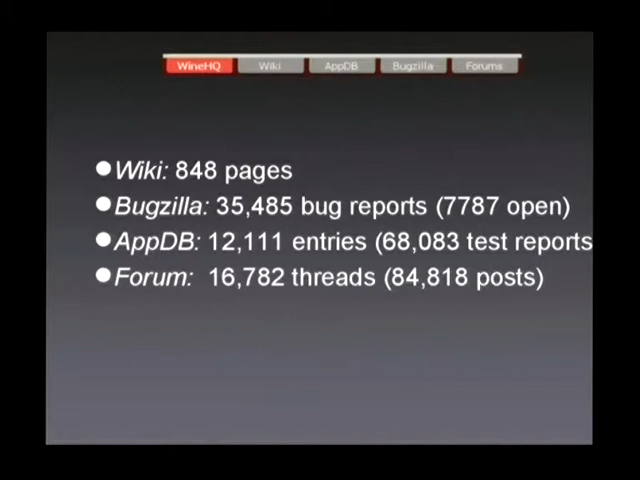 WineHQ Wiki AppDB Bugzilla Forums
Wiki: 848 pages
Bugzilla: 35,485 bug reports (7787 open)
AppDB: 12,111 entries (68,083 test reports
Forum: 16,782 threads (84,818 posts)